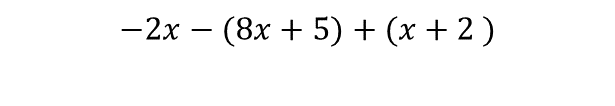 −2x − (8x + 5) + (x + 2 )